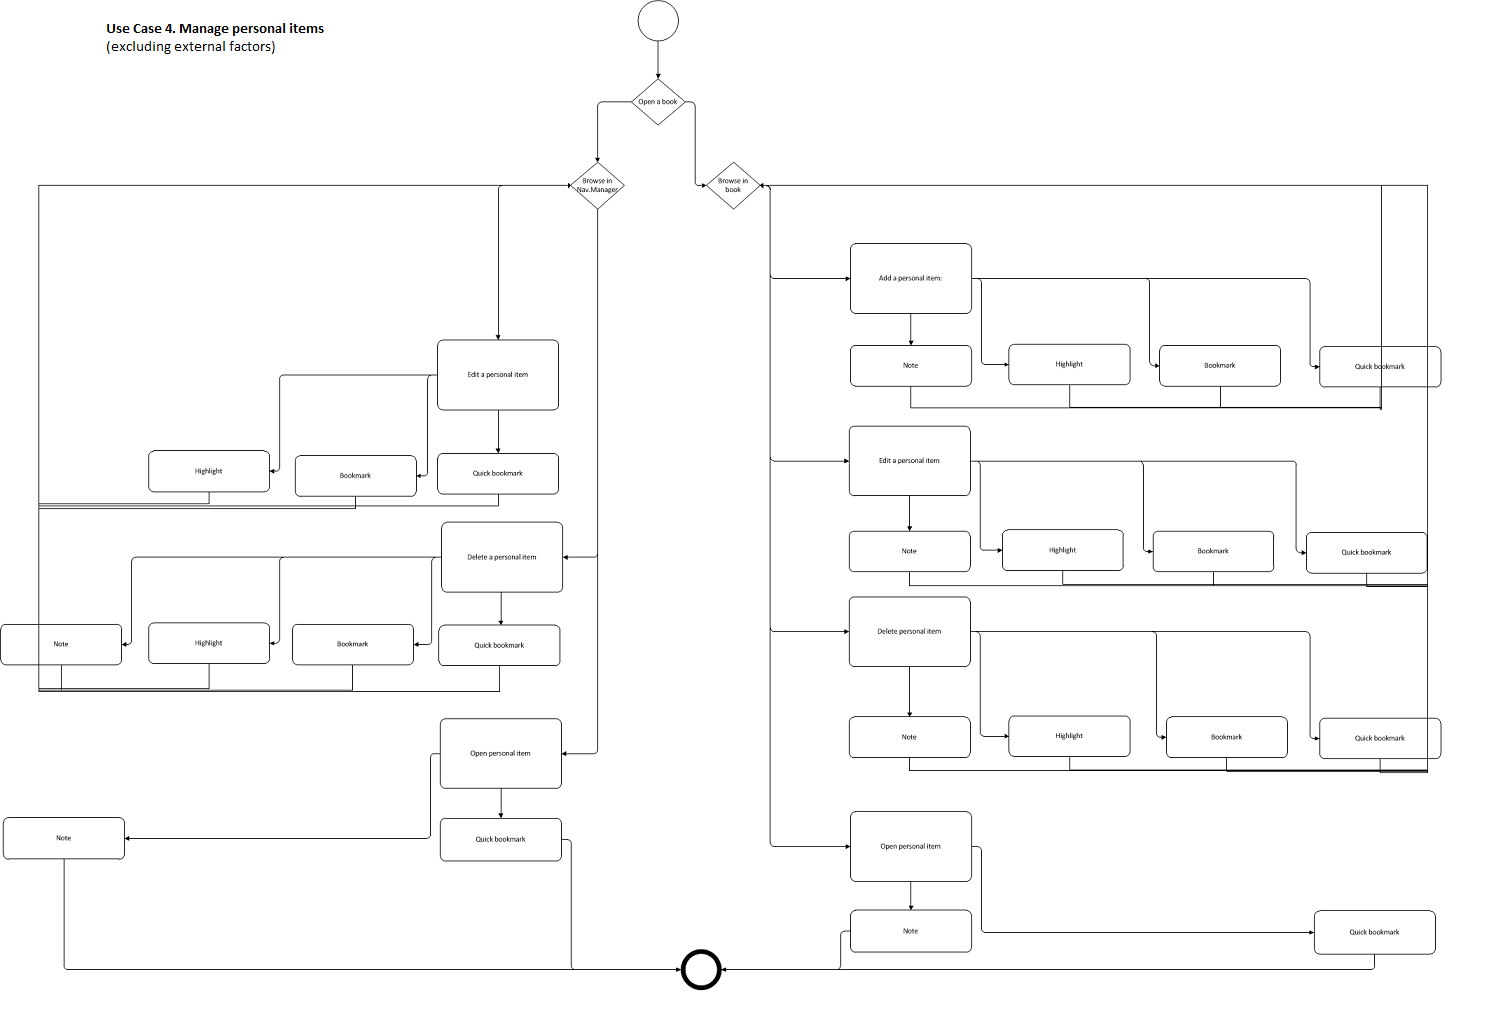 Use Case 4. Manage personal items
(excluding external factors)
Open a book
Browse in
Nav.Manager
Browse in
book
Add a personal item:
Note
Highlight
Bookmark
Quick bookmark
Edit a personal item
Highlight
Bookmark
Quick bookmark
Edit a personal item
Note
Highlight
Bookmark
Quick bookmark
Delete a personal item
Note
Highlight
Bookmark
Quick bookmark
Delete personal item
Note
Highlight
Bookmark
Quick bookmark
Open personal item
Note
Quick bookmark
Open personal item
Note
Quick bookmark